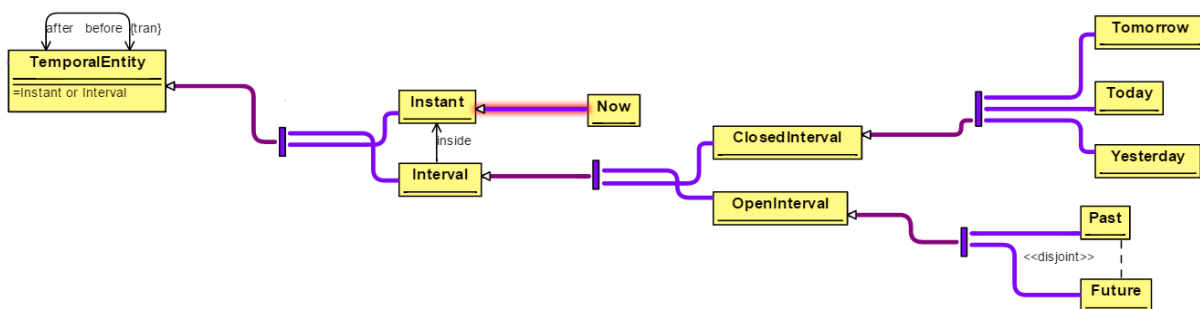 after before {tran}
TemporalEntity
=Instant or Interval
Instant
Now
inside
Interval
ClosedInterval
OpenInterval
Tomorrow
Today
Yesterday
Past
<<disjoint>>
Future